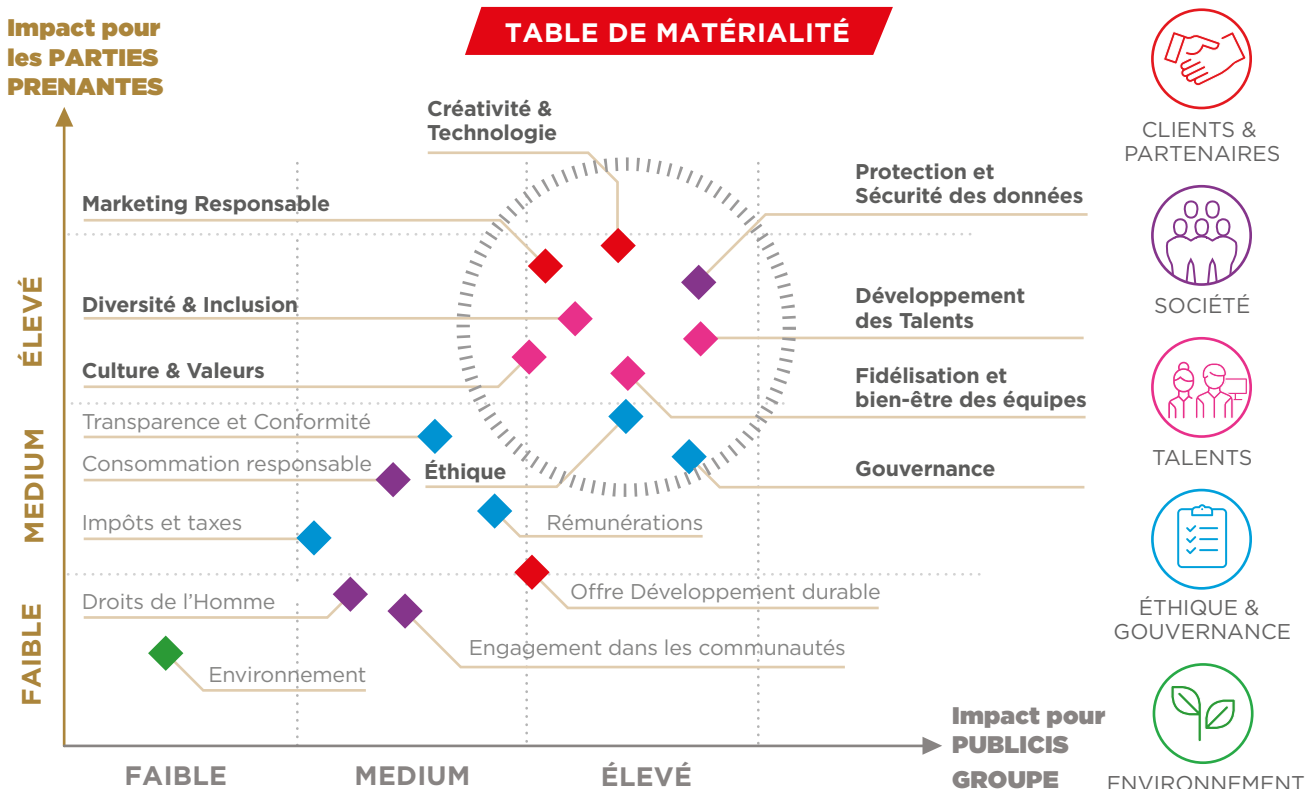 Impact pour
les PARTIES
PRENANTES
TABLE DE MATÉRIALITÉ
Créativité &
Technologie
Marketing Responsable
Protection et
Sécurité des données
Diversité & Inclusion
Développement
des Talents
Culture & Valeurs
Fidélisation et
bien-être des équipes
Transparence et Conformité
Consommation responsable
Éthique
Gouvernance
Impôts et taxes
Rémunérations
Droits de l'Homme
Offre Développement durable
Engagement dans les communautés
Environnement
ÉLEVÉ
MEDIUM
FAIBLE
FAIBLE
MEDIUM
ÉLEVÉ
Impact pour
PUBLICIS
GROUPE
CLIENTS &
PARTENAIRES
SOCIÉTÉ
TALENTS
ÉTHIQUE &
GOUVERNANCE
ENVIRONNEMENT